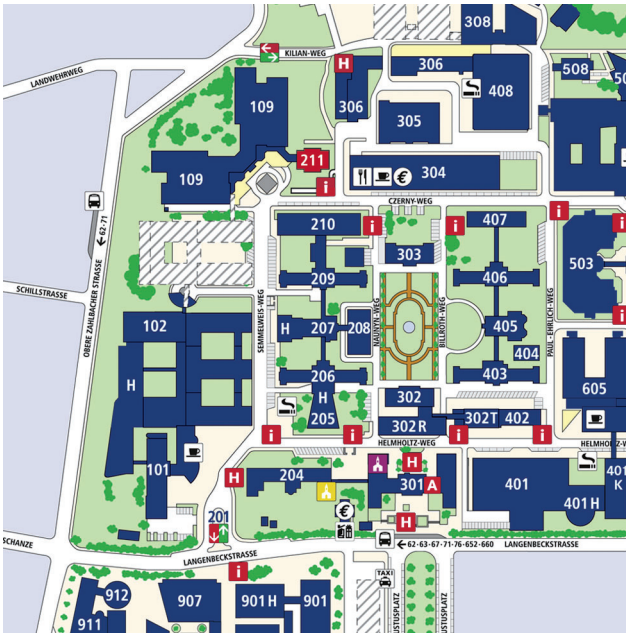 308
KILIAN-WEG
H
LANDWEHRWEG
306
508
408
109
306
305
211
304
109
i
CZERNY-WEG
62-71
210
i
i
407
i
303
503
OBERE ZAHLBACHER STRASSE
SCHILLSTRASSE
209
406
SEMMELWEIS-WEG
NAUNYN-WEG
BILLROTH-WEG
PAUL-EHRLICH-WEG
i
102
H
207
208
405
404
206
403
H
H
205
302
605
302R
302T
402
i
i
i
i
HELMHOLTZ-WEG
101
H
204
H
301
A
401
401
K
401H
201
H
62-63-67-71-76-652-660
LANGENBECKSTRASSE
SCHANZE
LANGENBECKSTRASSE
i
TAXI
912
907
901H
901
911